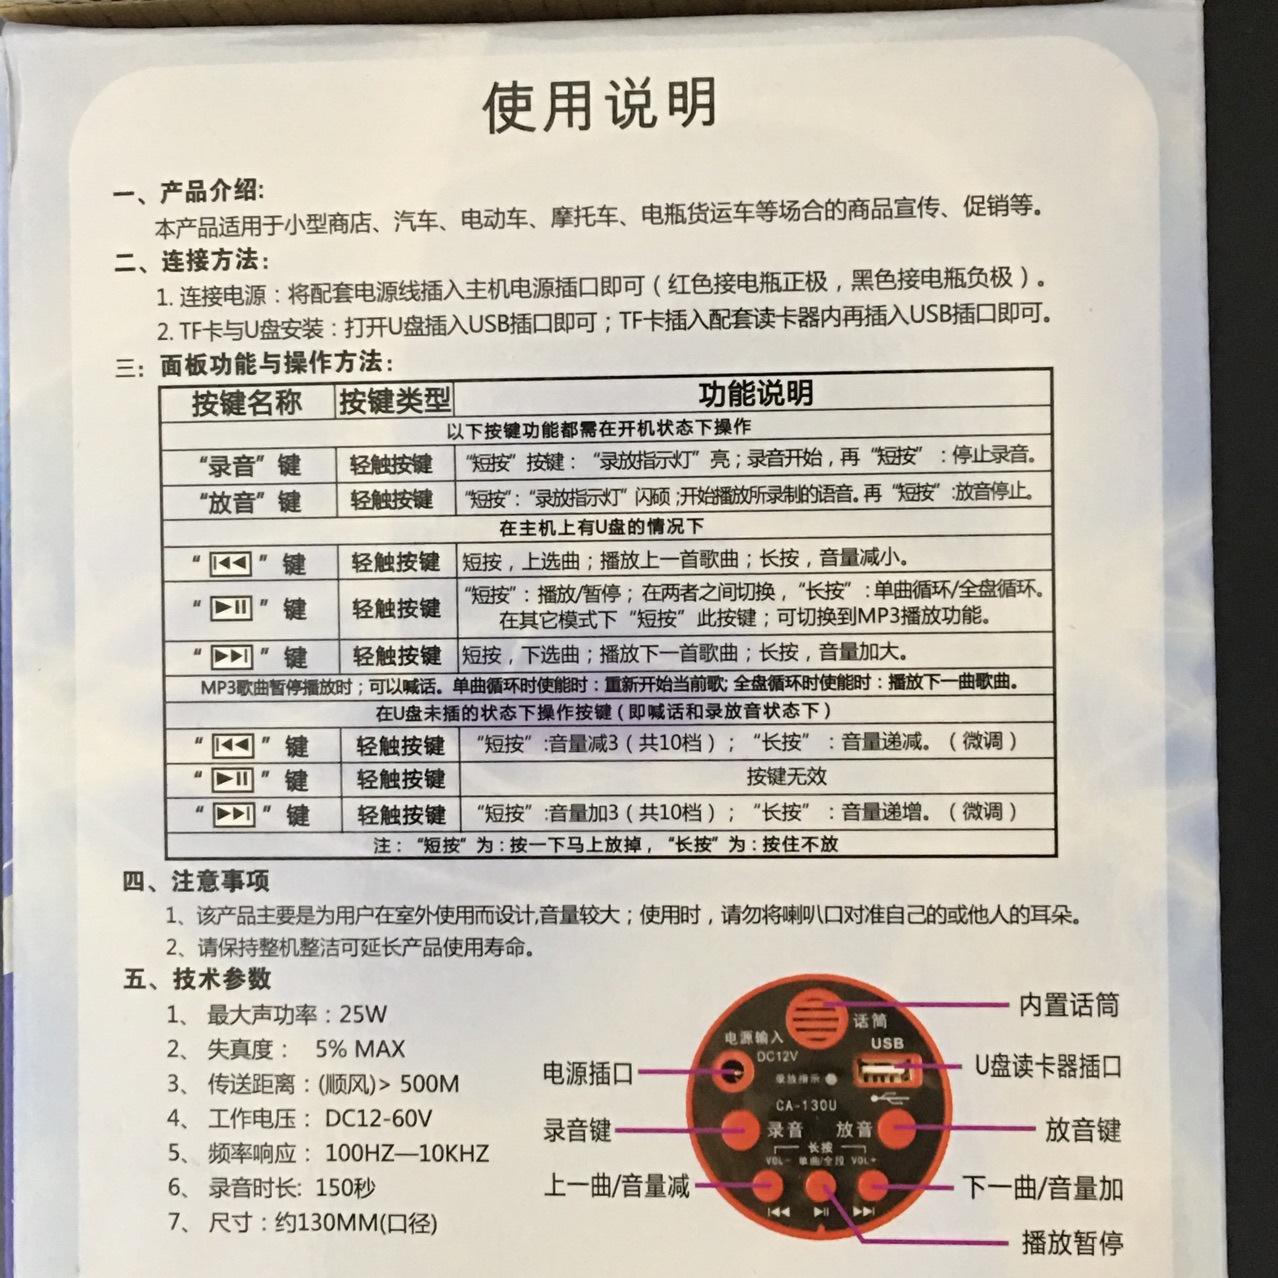 使用说明
一、产品介绍:
本产品适用于小型商店、汽车、电动车、摩托车、电瓶货运车等场合的商品宣传、促销等。
二、连接方法:
1. 连接电源：将配套电源线插入主机电源插口即可（红色接电瓶正极，黑色接电瓶负极）。
2. TF卡与U盘安装：打开U盘插入USB插口即可；TF卡插入配套读卡器内再插入USB插口即可。
三: 面板功能与操作方法:
按键名称 按键类型 功能说明
以下按键功能都需在开机状态下操作
“录音”键 轻触按键 “短按”按键：“录放指示灯”亮；录音开始，再“短按”：停止录音。
“放音”键 轻触按键 “短按”：“录放指示灯”闪硕；开始播放所录制的语音。再“短按”:放音停止。
在主机上有U盘的情况下
“|◀◀”键 轻触按键 短按，上选曲；播放上一首歌曲；长按，音量减小。
“▶||”键 轻触按键 “短按”：播放/暂停；在两者之间切换，“长按”:单曲循环/全盘循环。
在其它模式下“短按”此按键；可切换到MP3播放功能。
“▶▶|”键 轻触按键 短按，下选曲；播放下一首歌曲；长按，音量加大。
MP3歌曲暂停播放时；可以喊话。单曲循环时使能时：重新开始当前歌; 全盘循环时使能时：播放下一曲歌曲。
在U盘未插的状态下操作按键（即喊话和录放音状态下）
“|◀◀”键 轻触按键 “短按”:音量减3（共10档）；“长按”：音量递减。（微调）
“▶||”键 轻触按键 按键无效
“▶▶|”键 轻触按键 “短按”:音量加3（共10档）；“长按”：音量递增。（微调）
注：“短按”为：按一下马上放掉，“长按”为：按住不放
四、注意事项
1、该产品主要是为用户在室外使用而设计,音量较大；使用时，请勿将喇叭口对准自己的或他人的耳朵。
2、请保持整机整洁可延长产品使用寿命。
五、技术参数
1、 最大声功率：25W
2、 失真度： 5% MAX
3、 传送距离：(顺风)> 500M
4、 工作电压： DC12-60V
5、 频率响应： 100HZ—10KHZ
6、 录音时长: 150秒
7、 尺寸：约130MM(口径)
内置话筒
话筒
电源输入
USB
DC12V
电源插口
U盘读卡器插口
录放指示
CA-130U
录音键
录音 放音
放音键
长按
VOL- 单曲/全段 VOL+
上一曲/音量减
下一曲/音量加
|◀◀ ▶|| ▶▶|
播放暂停